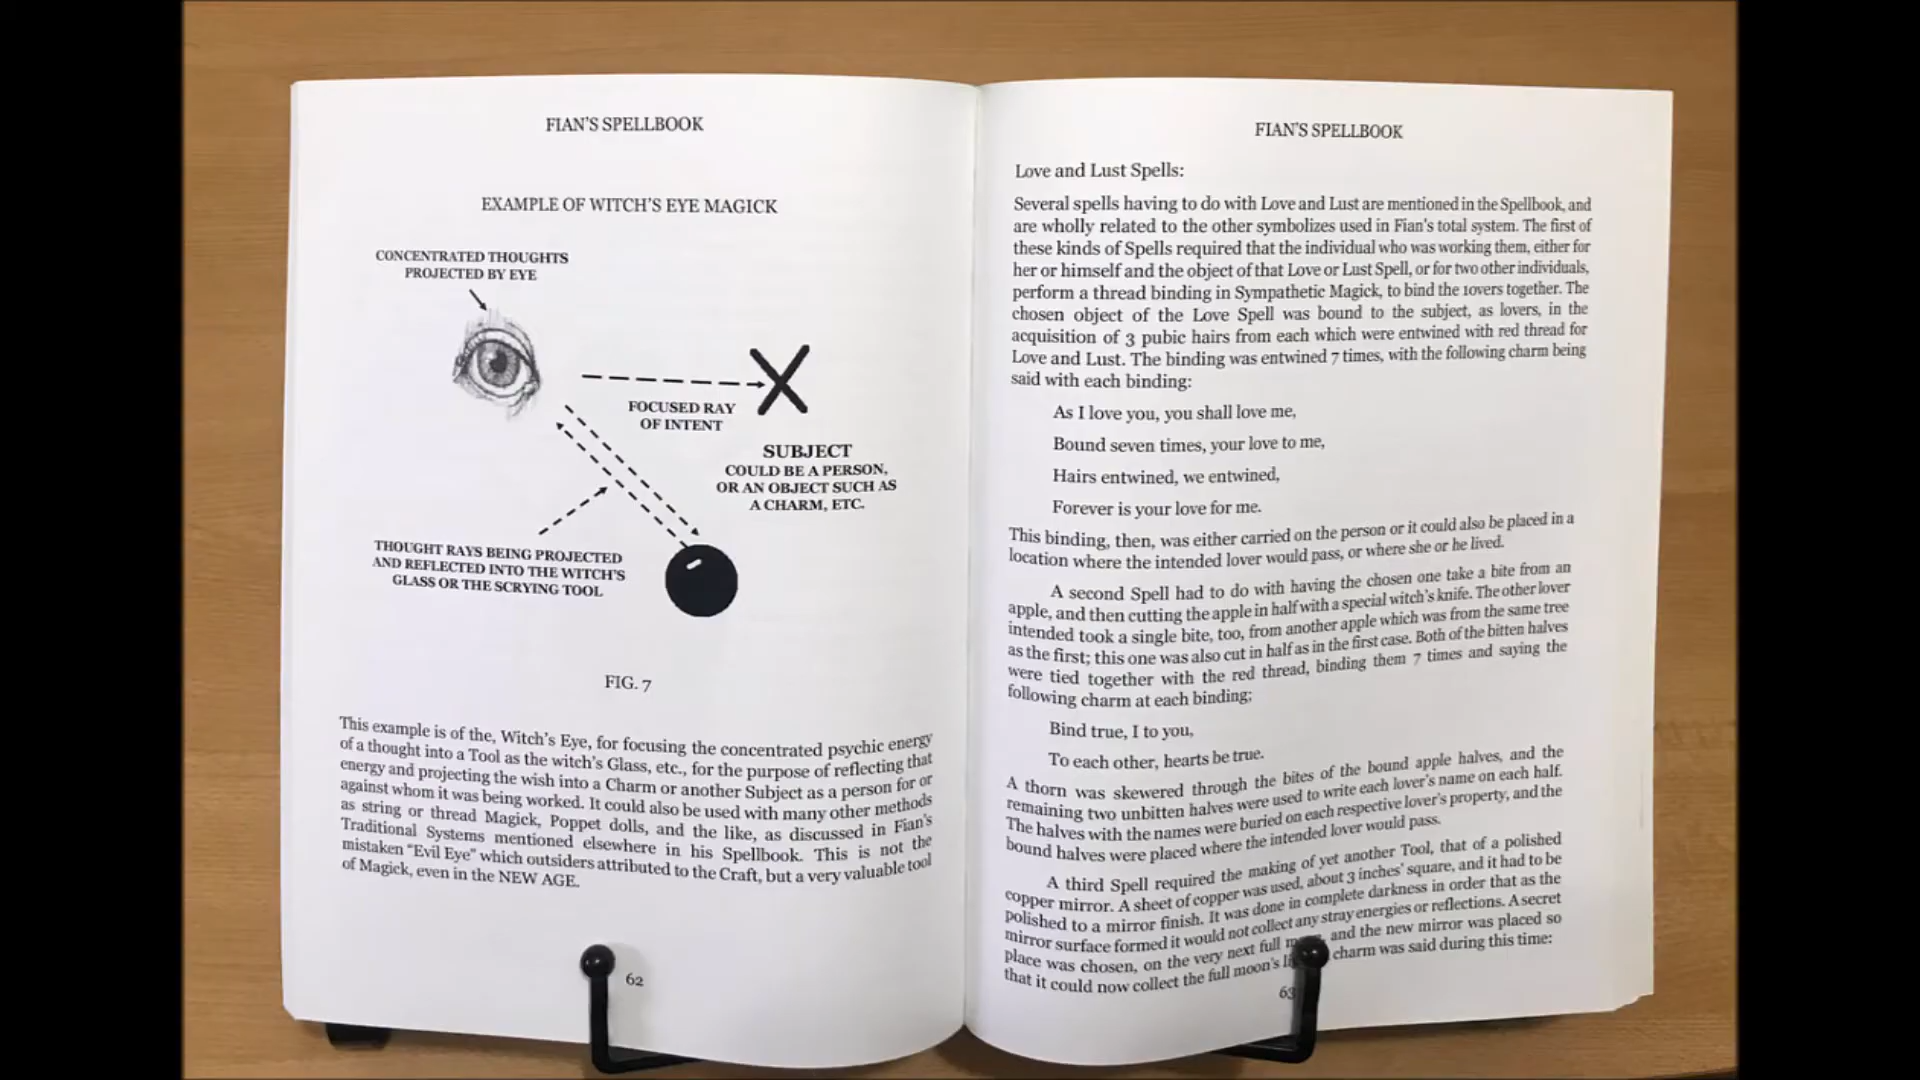 FIAN'S SPELLBOOK
EXAMPLE OF WITCH'S EYE MAGICK
CONCENTRATED THOUGHTS
PROJECTED BY EYE
FOCUSED RAY
OF INTENT
SUBJECT
COULD BE A PERSON,
OR AN OBJECT SUCH AS
A CHARM, ETC.
THOUGHT RAYS BEING PROJECTED
AND REFLECTED INTO THE WITCH'S
GLASS OR THE SCRYING TOOL
FIG. 7
This example is of the, Witch's Eye, for focusing the concentrated psychic energy
of a thought into a Tool as the witch's Glass, etc., for the purpose of reflecting that
energy and projecting the wish into a Charm or another Subject as a person for or
against whom it was being worked. It could also be used with many other methods
as string or thread Magick, Poppet dolls, and the like, as discussed in Fian's
Traditional Systems mentioned elsewhere in his Spellbook. This is not the
mistaken “Evil Eye” which outsiders attributed to the Craft, but a very valuable tool
of Magick, even in the NEW AGE.
62
FIAN'S SPELLBOOK
Love and Lust Spells:
Several spells having to do with Love and Lust are mentioned in the Spellbook, and
are wholly related to the other symbolizes used in Fian's total system. The first of
these kinds of Spells required that the individual who was working them, either for
her or himself and the object of that Love or Lust Spell, or for two other individuals,
perform a thread binding in Sympathetic Magick, to bind the 1overs together. The
chosen object of the Love Spell was bound to the subject, as lovers, in the
acquisition of 3 pubic hairs from each which were entwined with red thread for
Love and Lust. The binding was entwined 7 times, with the following charm being
said with each binding:
As I love you, you shall love me,
Bound seven times, your love to me,
Hairs entwined, we entwined,
Forever is your love for me.
This binding, then, was either carried on the person or it could also be placed in a
location where the intended lover would pass, or where she or he lived.
A second Spell had to do with having the chosen one take a bite from an
apple, and then cutting the apple in half with a special witch's knife. The other lover
intended took a single bite, too, from another apple which was from the same tree
as the first; this one was also cut in half as in the first case. Both of the bitten halves
were tied together with the red thread, binding them 7 times and saying the
following charm at each binding;
Bind true, I to you,
To each other, hearts be true.
A thorn was skewered through the bites of the bound apple halves, and the
remaining two unbitten halves were used to write each lover's name on each half.
The halves with the names were buried on each respective lover's property, and the
bound halves were placed where the intended lover would pass.
A third Spell required the making of yet another Tool, that of a polished
copper mirror. A sheet of copper was used, about 3 inches' square, and it had to be
polished to a mirror finish. It was done in complete darkness in order that as the
mirror surface formed it would not collect any stray energies or reflections. A secret
place was chosen, on the very next full and the new mirror was placed so
that it could now collect the full moon's charm was said during this time:
63